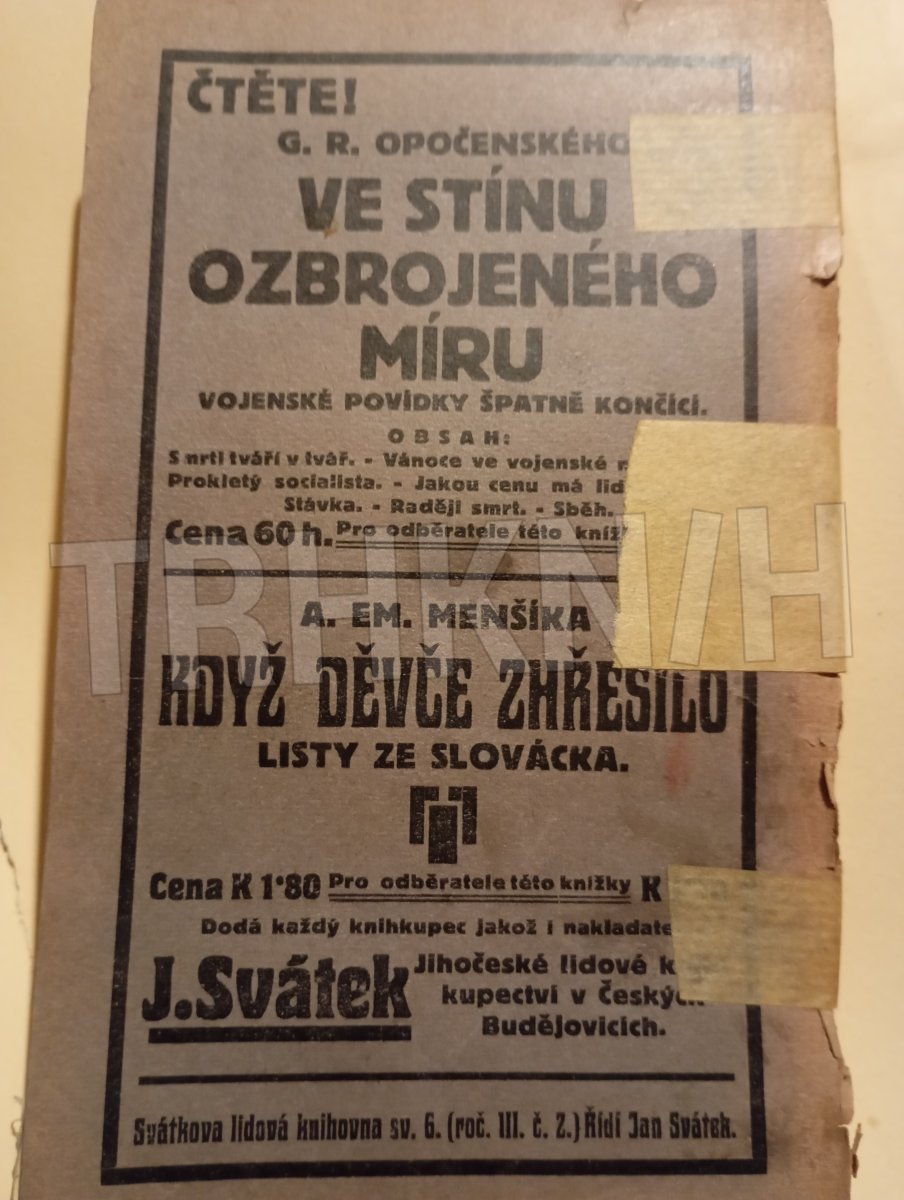 ČTĚTE!
G. R. OPOČENSKÉHO
VE STÍNU
OZBROJENÉHO
MÍRU
VOJENSKÉ POVÍDKY ŠPATNĚ KONČÍCÍ.
OBSAH:
S mrti tváří v tvář. - Vánoce ve vojenské
Prokletý socialista. - Jakou cenu má
Stávka. - Raději smrt. - Sběh.
Cena 60 h. Pro odběratele této
A. EM. MENŠÍKA
KDYŽ DĚVČE ZHŘEŠILO
LISTY ZE SLOVÁCKA.
Cena K 1·80 Pro odběratele této knížky K
Dodá každý knihkupec jakož i
J. Svátek Jihočeské lidové
kupectví v Českých
Budějovicích.
Svátkova lidová knihovna sv. 6. (roč. III. č. 2.) Řídí Jan Svátek.
TRHKNIH